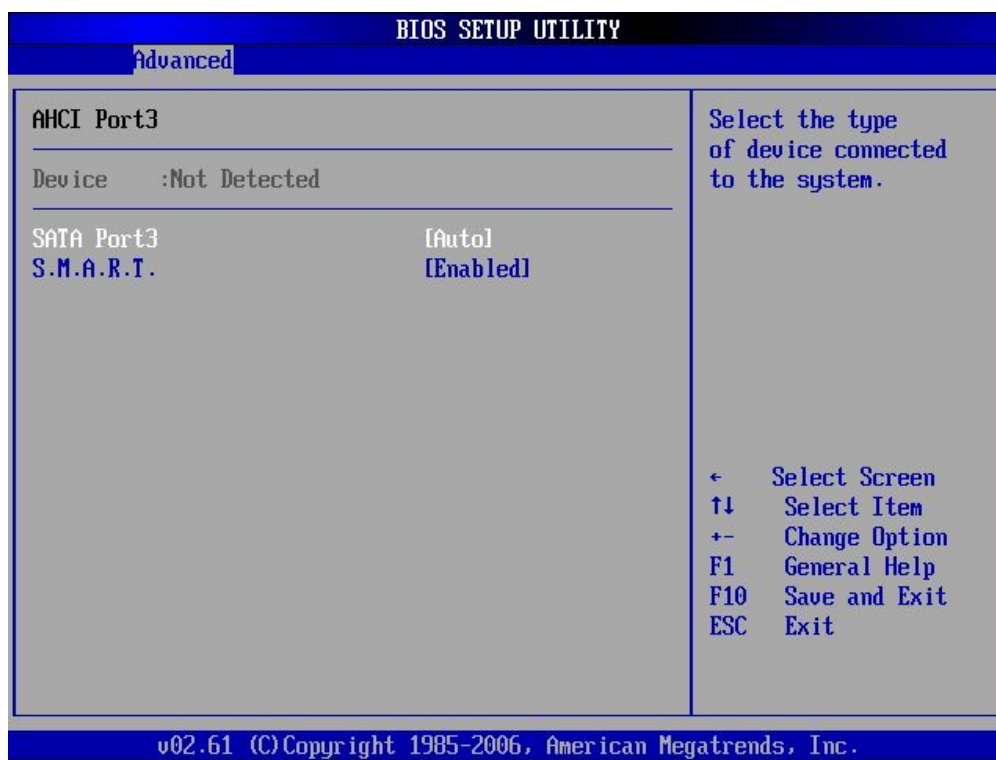 BIOS SETUP UTILITY
Advanced
AHCI Port3
Device :Not Detected
SATA Port3 [Auto]
S.M.A.R.T. [Enabled]
Select the type
of device connected
to the system.
← Select Screen
↑↓ Select Item
+- Change Option
F1 General Help
F10 Save and Exit
ESC Exit
v02.61 (C)Copyright 1985-2006, American Megatrends, Inc.